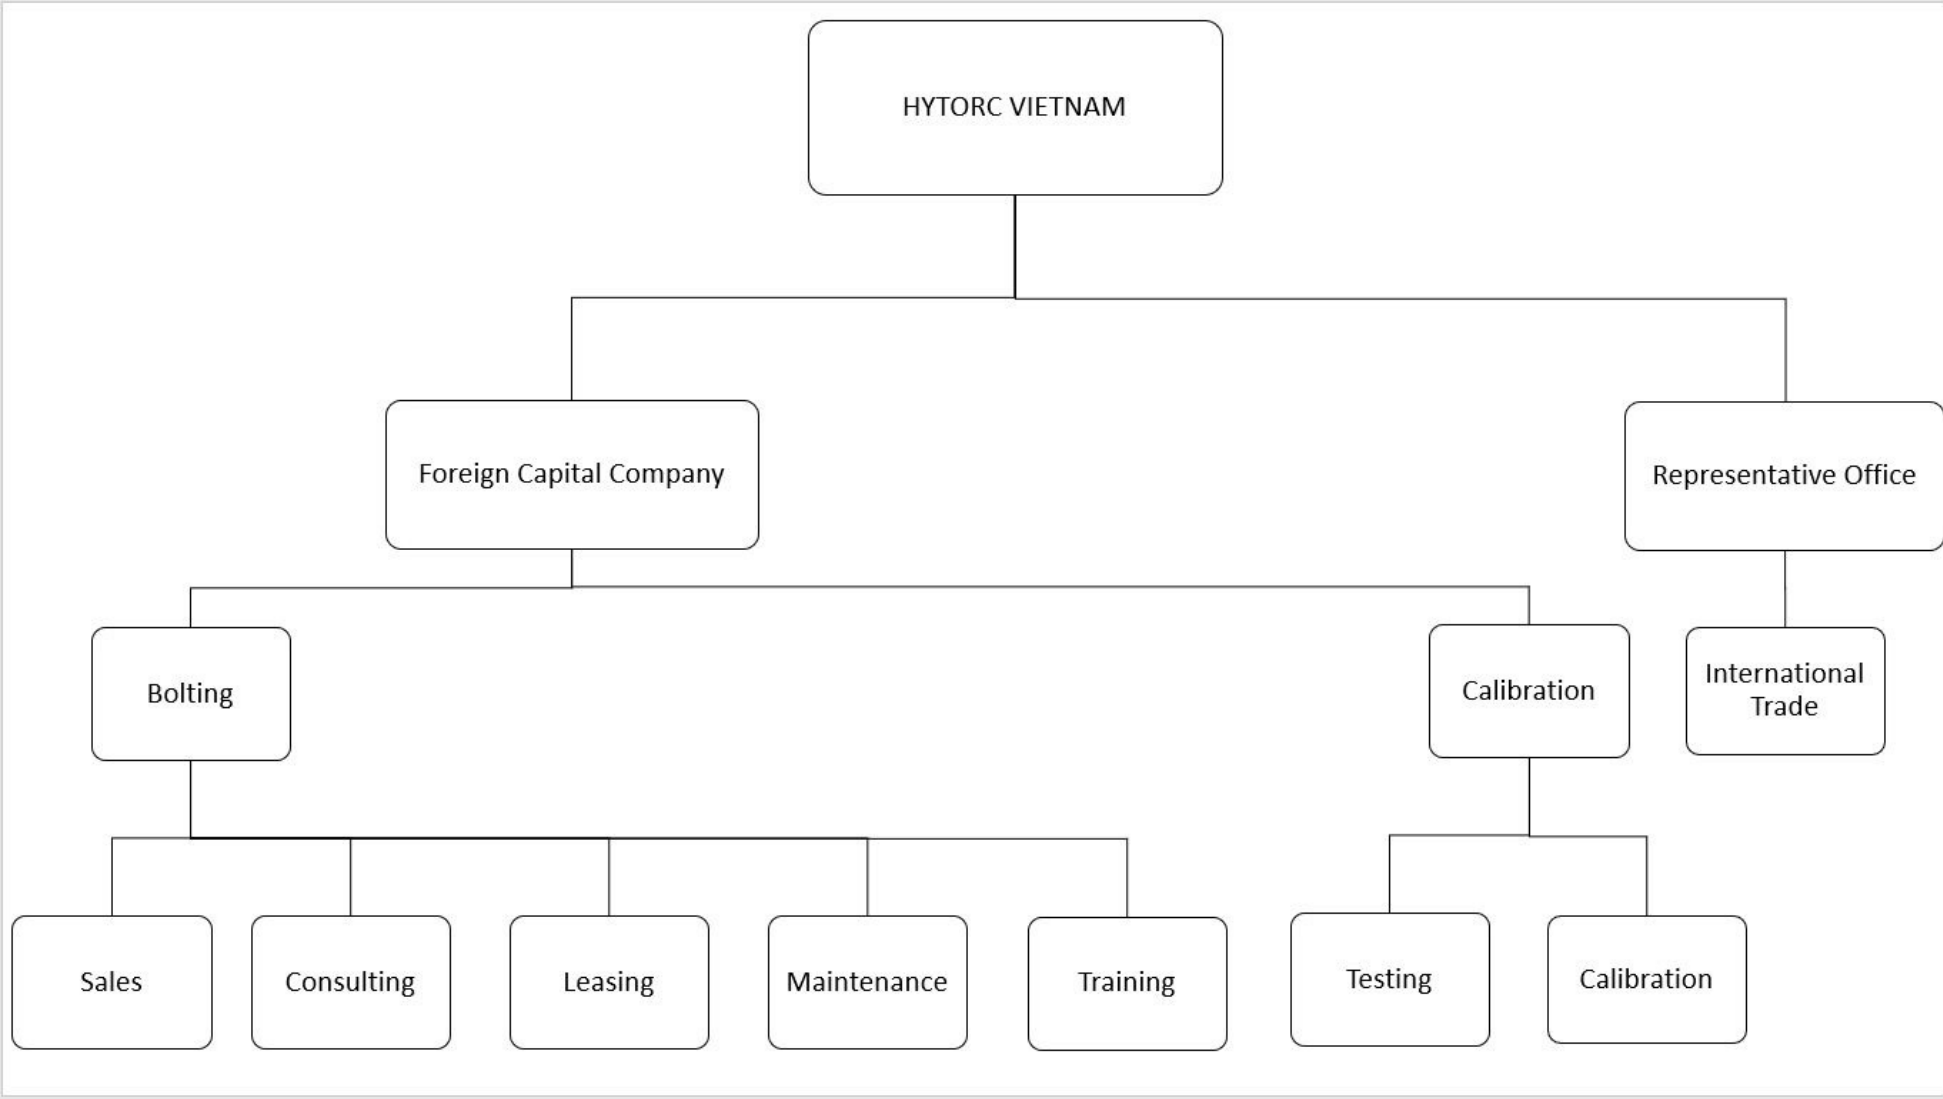 HYTORC VIETNAM
Foreign Capital Company
Representative Office
Bolting
Calibration
International
Trade
Sales
Consulting
Leasing
Maintenance
Training
Testing
Calibration